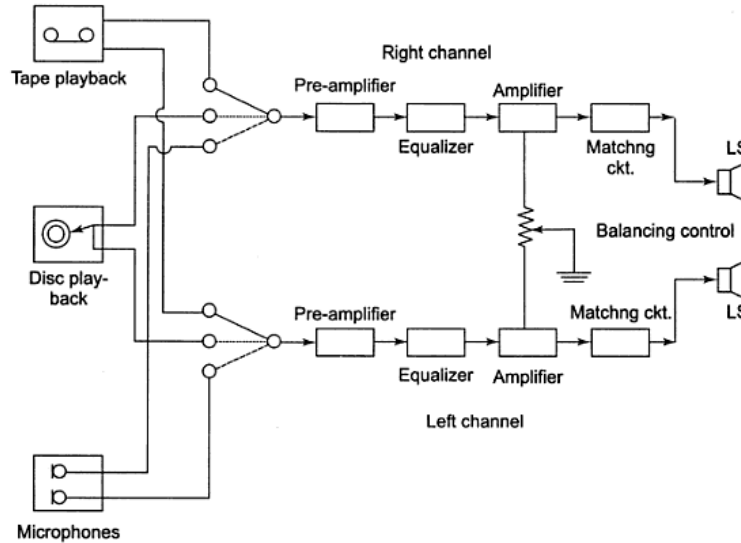 Tape playback
Right channel
Pre-amplifier
Equalizer
Amplifier
Matchng
ckt.
LS
Disc play-
back
Balancing control
Pre-amplifier
Equalizer
Amplifier
Matchng ckt.
LS
Left channel
Microphones